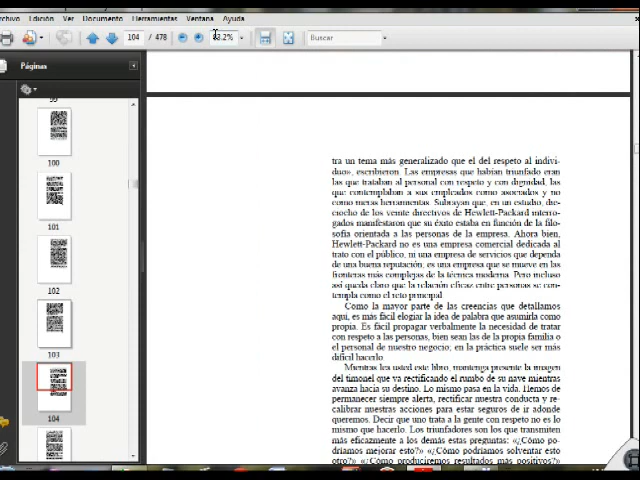 Archivo Edición Ver Documento Herramientas Ventana Ayuda
104 / 478
Buscar
Páginas
100
101
102
103
104
tra un tema más generalizado que el del respeto al indivi-
duo», escribieron. Las empresas que habían triunfado eran
las que trataban al personal con respeto y con dignidad, las
que contemplaban a sus empleados como asociados y no
como meras herramientas. Subrayan que, en un estudio, die-
ciocho de los veinte directivos de Hewlett-Packard interro-
gados manifestaron que su éxito estaba en función de la filo-
sofía orientada a las personas de la empresa. Ahora bien,
Hewlett-Packard no es una empresa comercial dedicada al
trato con el público, ni una empresa de servicios que dependa
de una buena reputación; es una empresa que se mueve en las
fronteras más complejas de la técnica moderna. Pero incluso
así queda claro que la relación eficaz entre personas se con-
templa como el reto principal.
Como la mayor parte de las creencias que detallamos
aquí, es más fácil elogiar la idea de palabra que asumirla como
propia. Es fácil propagar verbalmente la necesidad de tratar
con respeto a las personas, bien sean las de la propia familia o
el personal de nuestro negocio; en la práctica suele ser más
difícil hacerlo.
Mientras lea usted este libro, mantenga presente la imagen
del timonel que va rectificando el rumbo de su nave mientras
avanza hacia su destino. Lo mismo pasa en la vida. Hemos de
permanecer siempre alerta, rectificar nuestra conducta y re-
calibrar nuestras acciones para estar seguros de ir adonde
queremos. Decir que uno trata a la gente con respeto no es lo
mismo que hacerlo. Los triunfadores son los que transmiten
más eficazmente a los demás estas preguntas: «¿Cómo po-
dríamos mejorar esto?» «¿Cómo podríamos solventar esto
otro?» «¿Cómo produciremos resultados más positivos?»